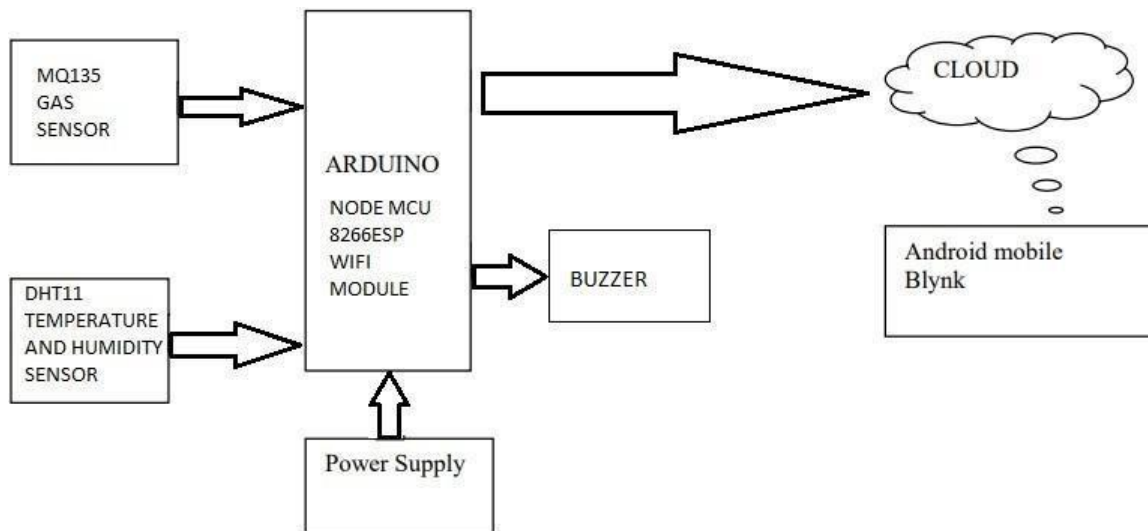 MQ135
GAS
SENSOR
DHT11
TEMPERATURE
AND HUMIDITY
SENSOR
ARDUINO
NODE MCU
8266ESP
WIFI
MODULE
Power Supply
BUZZER
CLOUD
Android mobile
Blynk